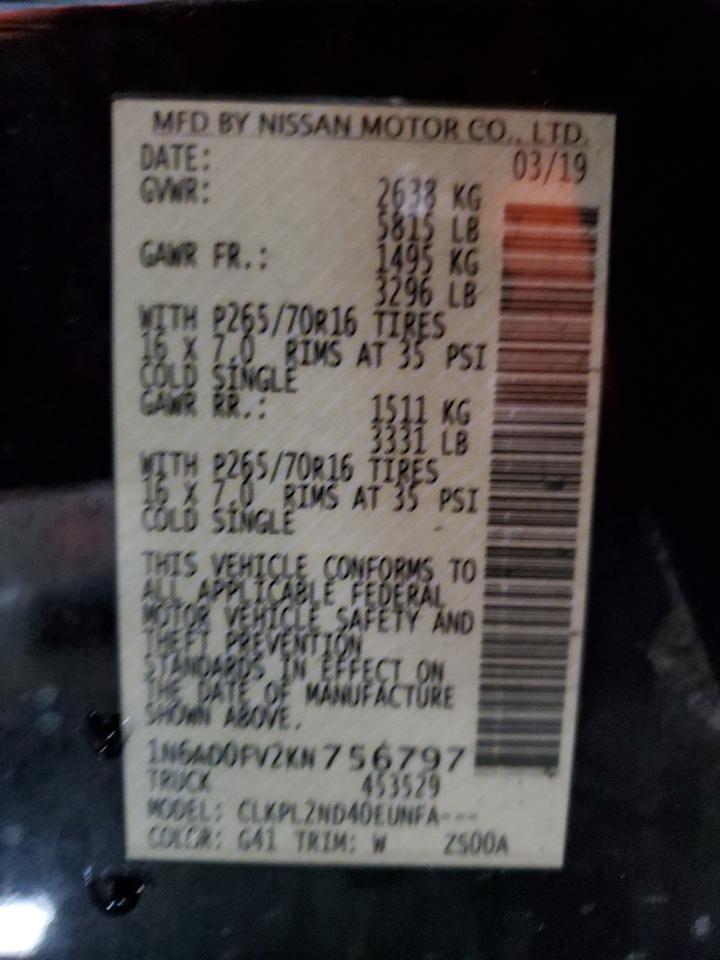 MFD BY NISSAN MOTOR CO., LTD.
DATE: 03/19
GVWR: 2638 KG
5815 LB
GAWR FR.: 1495 KG
3296 LB
WITH P265/70R16 TIRES
16 X 7.0 RIMS AT 35 PSI
COLD SINGLE
GAWR RR.: 1511 KG
3331 LB
WITH P265/70R16 TIRES
16 X 7.0 RIMS AT 35 PSI
COLD SINGLE
THIS VEHICLE CONFORMS TO
ALL APPLICABLE FEDERAL
MOTOR VEHICLE SAFETY AND
THEFT PREVENTION
STANDARDS IN EFFECT ON
THE DATE OF MANUFACTURE
SHOWN ABOVE.
1N6AD0FV2KN756797
TRUCK 453529
MODEL: CLKPL2ND40EUNFA---
COLOR: G41 TRIM: W ZS00A